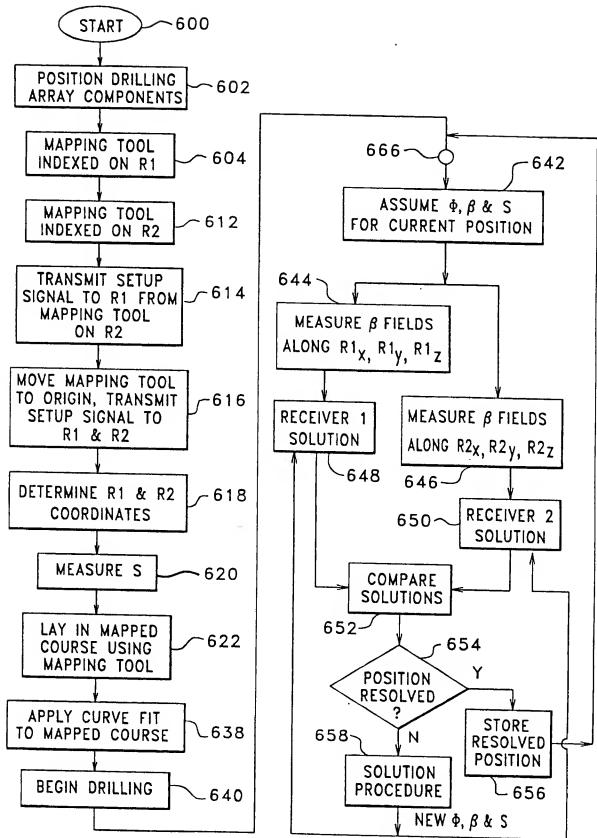 START
600
POSITION DRILLING
ARRAY COMPONENTS
602
MAPPING TOOL
INDEXED ON R1
604
MAPPING TOOL
INDEXED ON R2
612
TRANSMIT SETUP
SIGNAL TO R1 FROM
MAPPING TOOL
ON R2
614
MOVE MAPPING TOOL
TO ORIGIN, TRANSMIT
SETUP SIGNAL TO
R1 & R2
616
DETERMINE R1 & R2
COORDINATES
618
MEASURE S
620
LAY IN MAPPED
COURSE USING
MAPPING TOOL
622
APPLY CURVE FIT
TO MAPPED COURSE
638
BEGIN DRILLING
640
666
642
ASSUME Φ, β & S
FOR CURRENT POSITION
644
MEASURE β FIELDS
ALONG R1x, R1y, R1z
MEASURE β FIELDS
ALONG R2x, R2y, R2z
646
RECEIVER 1
SOLUTION
648
650
RECEIVER 2
SOLUTION
COMPARE
SOLUTIONS
652
654
POSITION
RESOLVED
?
Y
N
STORE
RESOLVED
POSITION
656
658
SOLUTION
PROCEDURE
NEW Φ, β & S